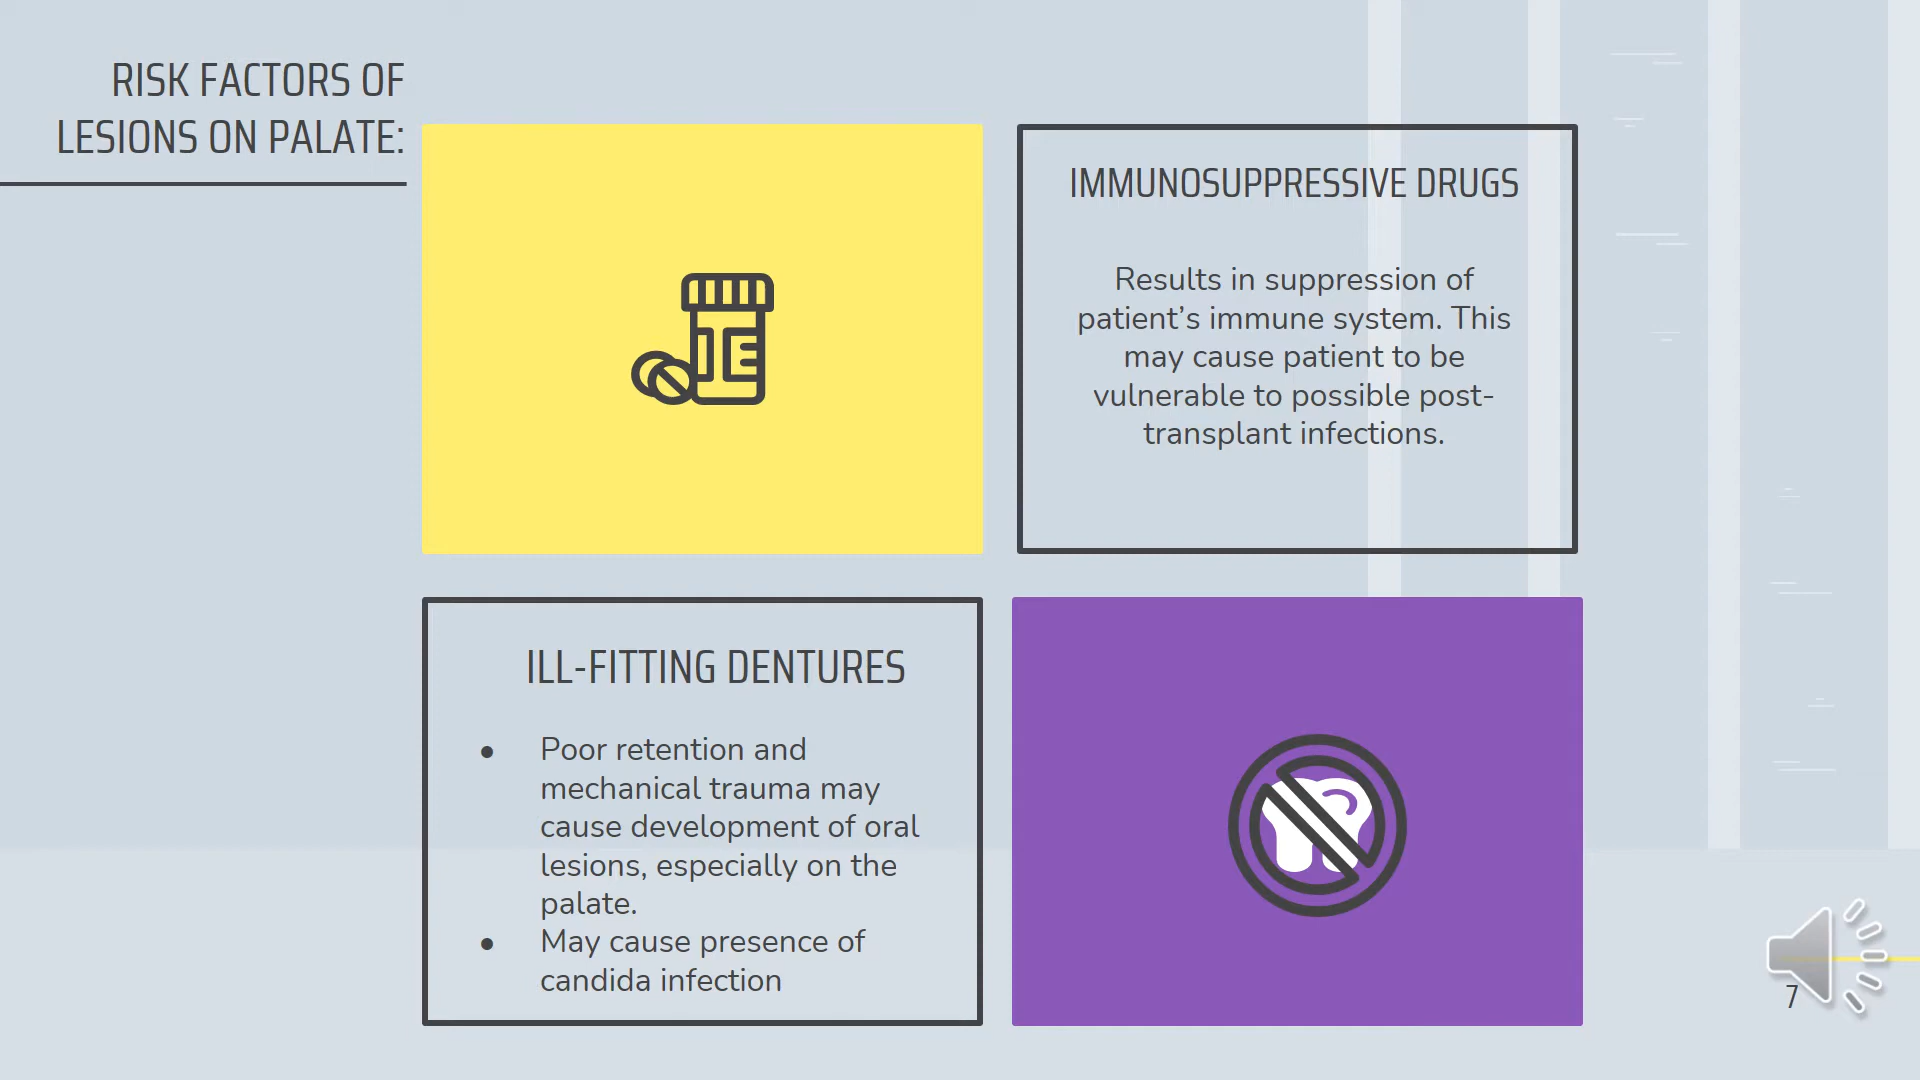 RISK FACTORS OF
LESIONS ON PALATE:
IMMUNOSUPPRESSIVE DRUGS
Results in suppression of
patient’s immune system. This
may cause patient to be
vulnerable to possible post-
transplant infections.
ILL-FITTING DENTURES
● Poor retention and
mechanical trauma may
cause development of oral
lesions, especially on the
palate.
● May cause presence of
candida infection
7